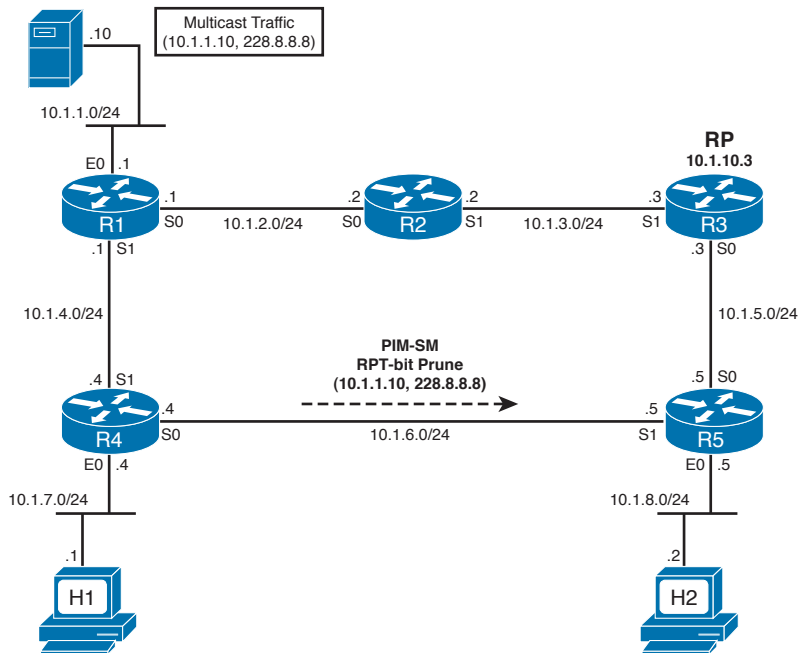 .10
Multicast Traffic
(10.1.1.10, 228.8.8.8)
10.1.1.0/24
E0 .1
RP
10.1.10.3
R1
.1
S0
10.1.2.0/24
.2
S0
R2
.2
S1
10.1.3.0/24
.3
S1
R3
.1 S1
.3 S0
10.1.4.0/24
10.1.5.0/24
PIM-SM
RPT-bit Prune
(10.1.1.10, 228.8.8.8)
.4 S1
.5 S0
R4
.4
S0
10.1.6.0/24
.5
S1
R5
E0 .4
E0 .5
10.1.7.0/24
10.1.8.0/24
.1
.2
H1
H2